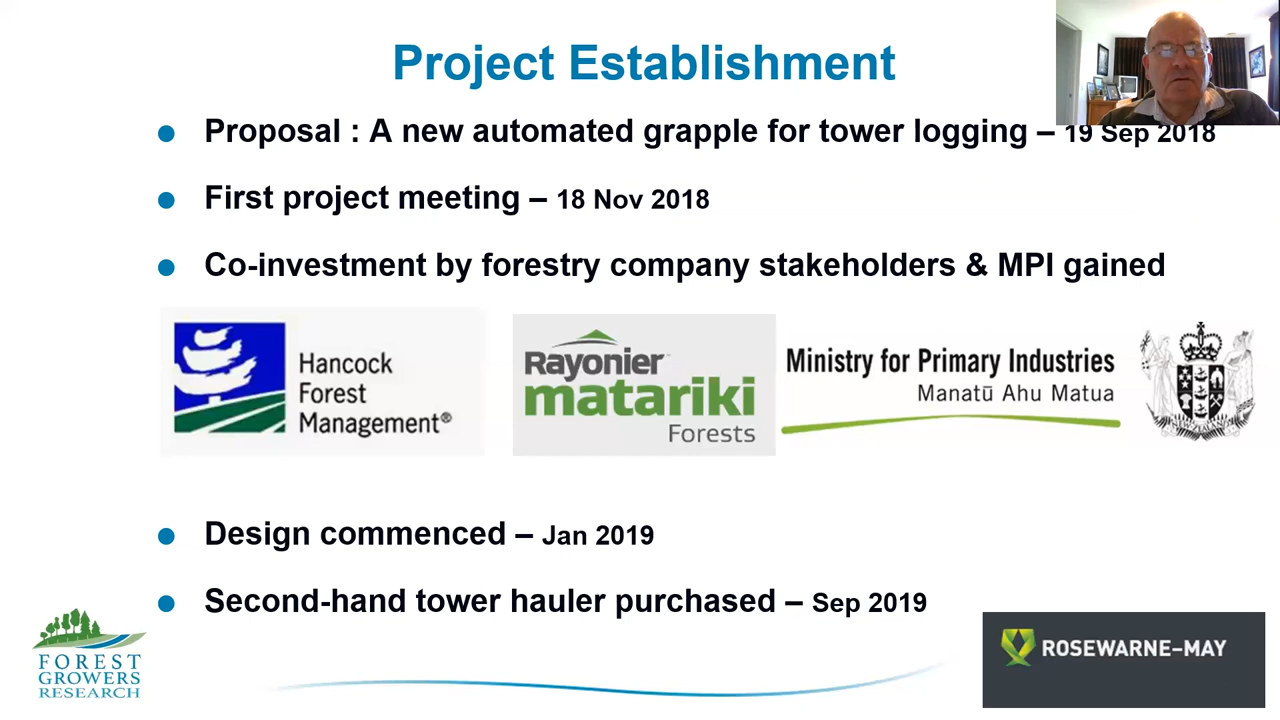 Project Establishment
Proposal : A new automated grapple for tower logging – 19 Sep 2018
First project meeting – 18 Nov 2018
Co-investment by forestry company stakeholders & MPI gained
Hancock
Forest
Management®
Rayonier
matariki
Forests
Ministry for Primary Industries
Manatū Ahu Matua
Design commenced – Jan 2019
Second-hand tower hauler purchased – Sep 2019
FOREST
GROWERS
RESEARCH
ROSEWARNE–MAY